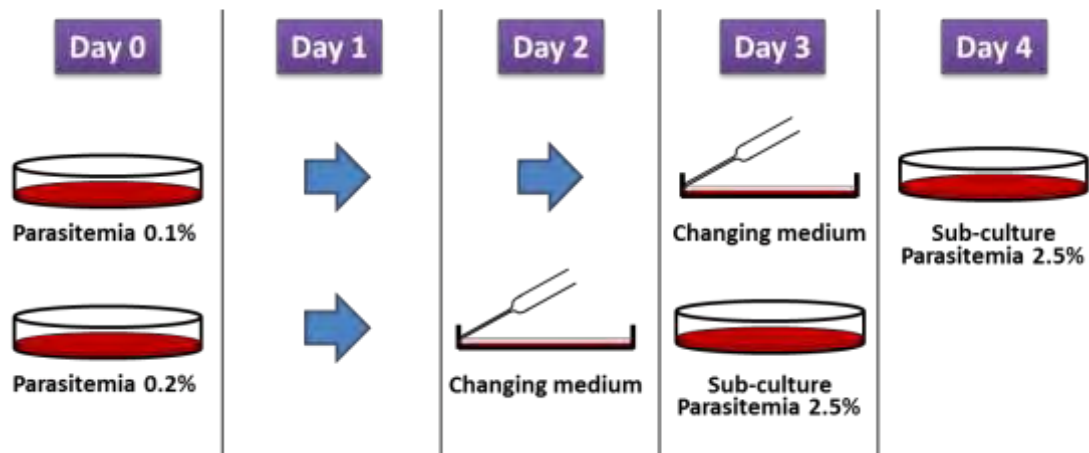 Day 0
Day 1
Day 2
Day 3
Day 4
Parasitemia 0.1%
Changing medium
Sub-culture
Parasitemia 2.5%
Parasitemia 0.2%
Changing medium
Sub-culture
Parasitemia 2.5%